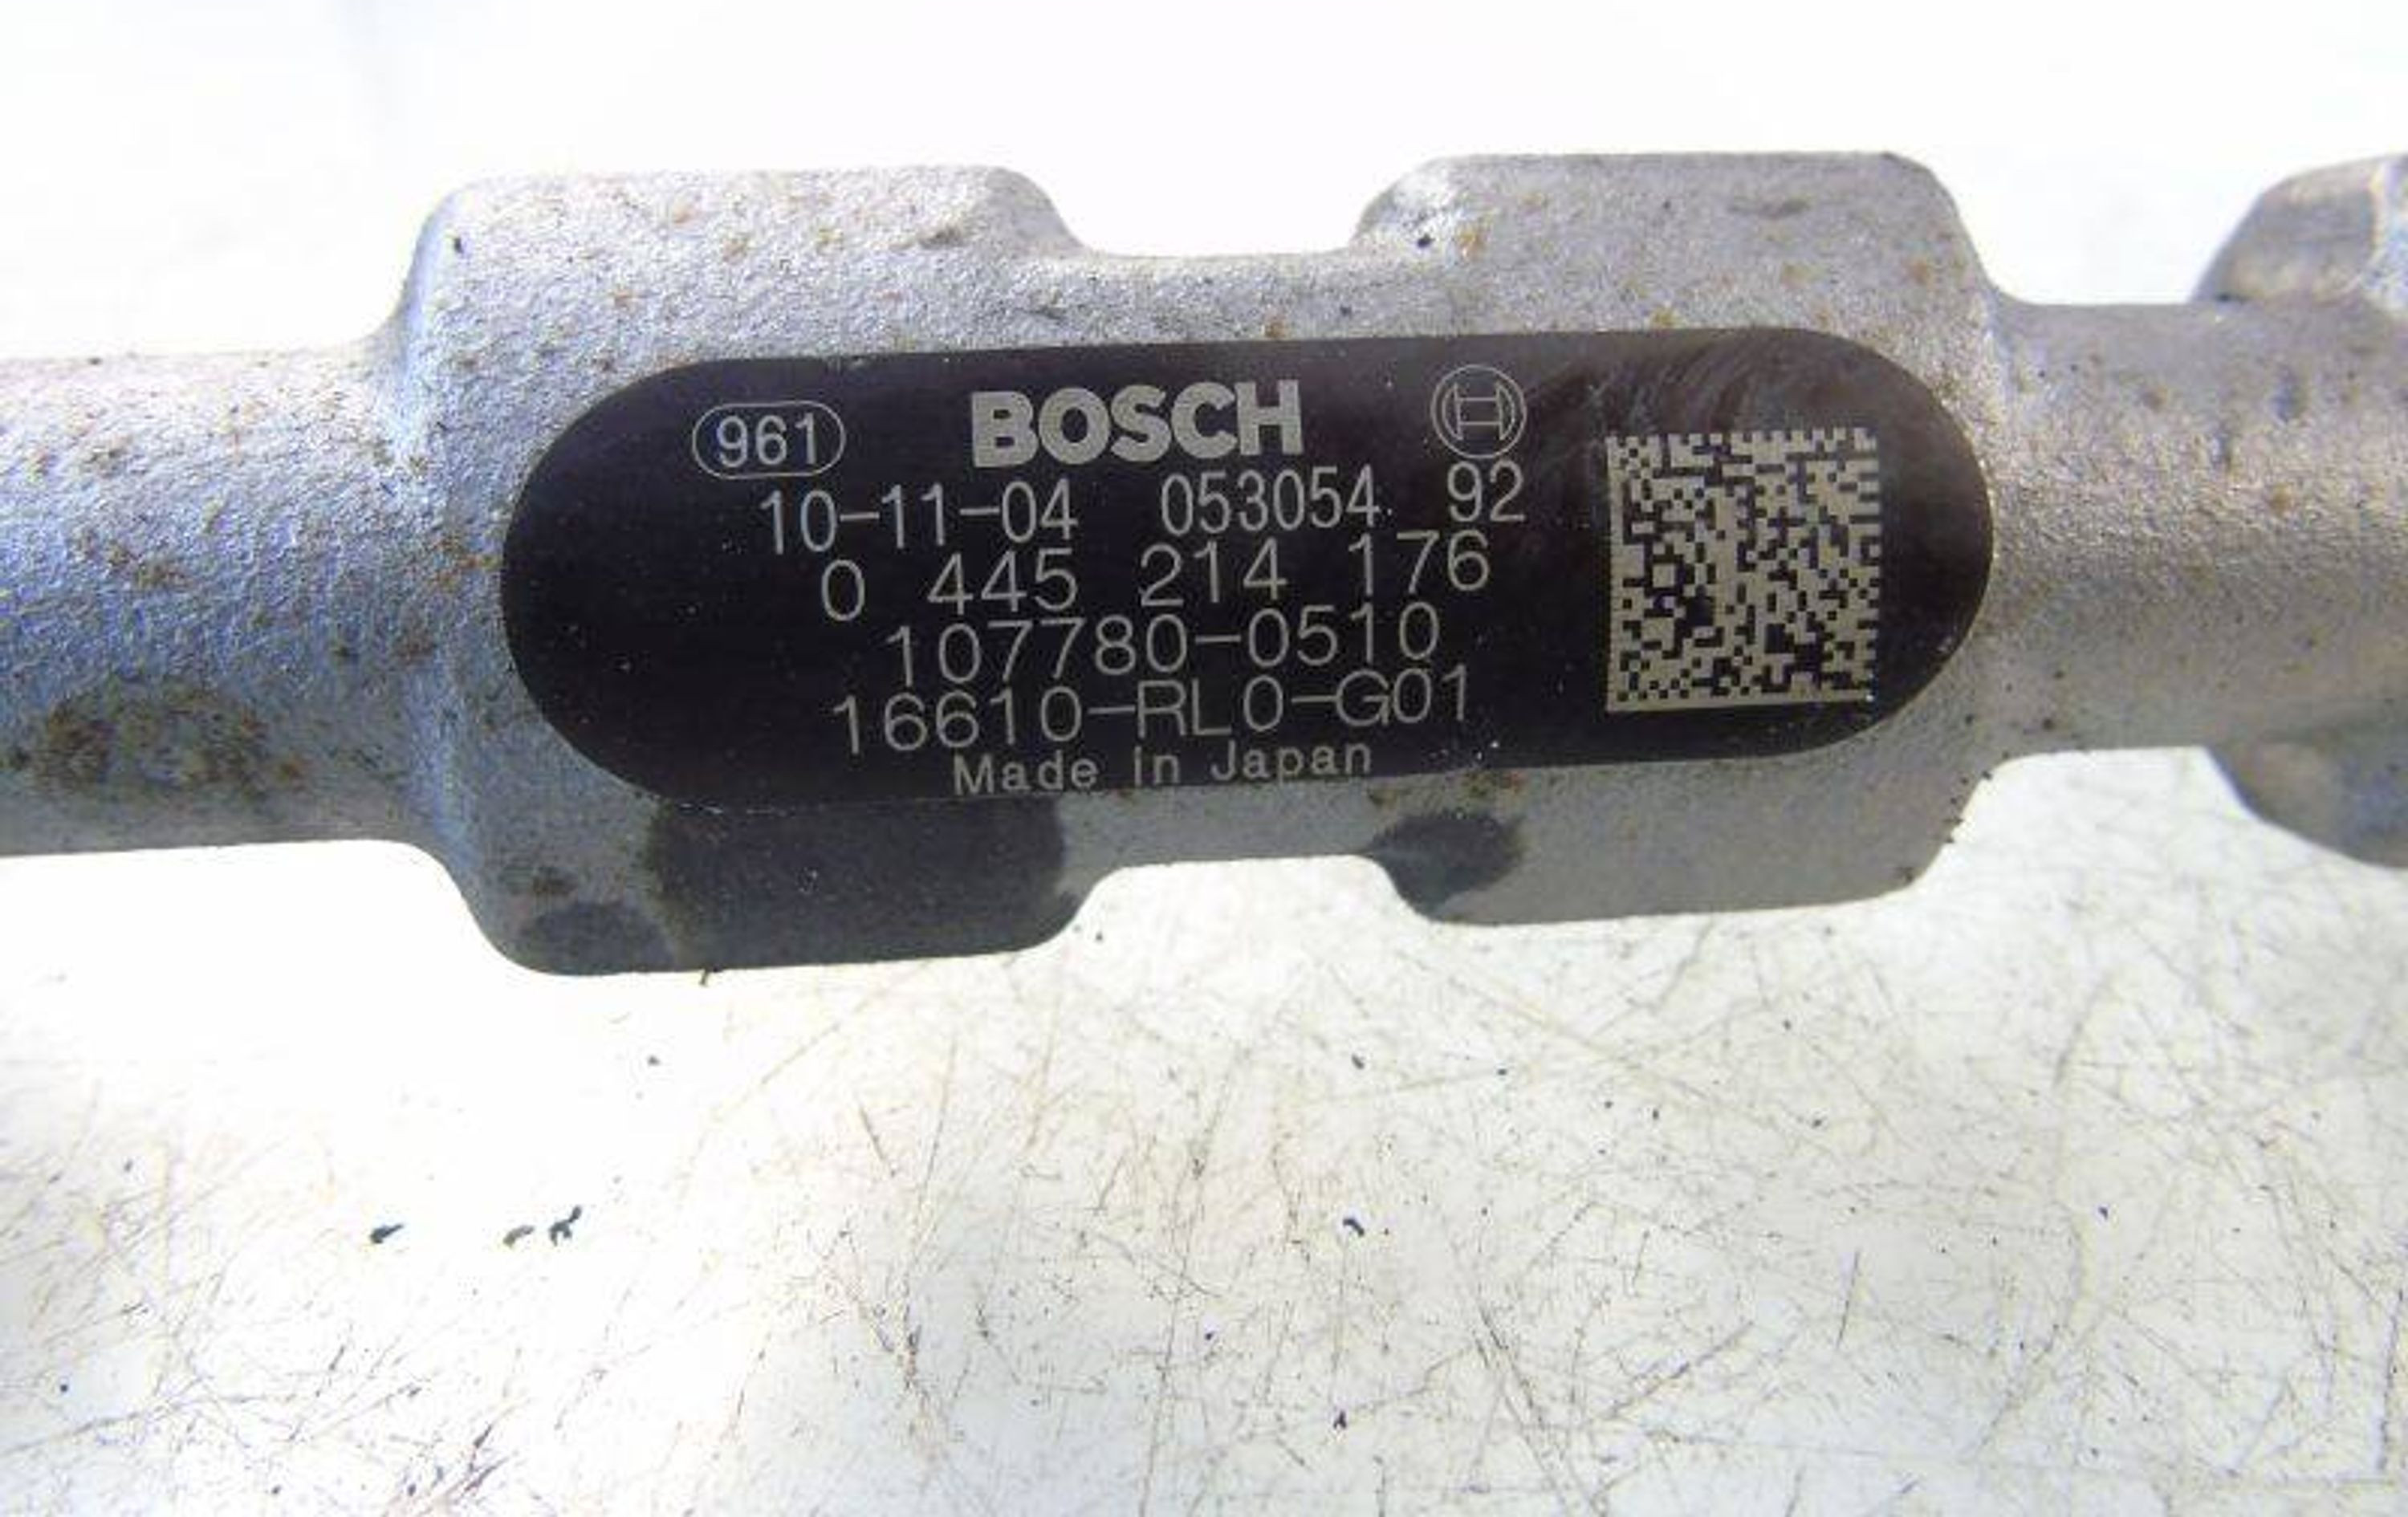 961 BOSCH
10-11-04 053054 92
0 445 214 176
107780-0510
16610-RL0-G01
Made in Japan